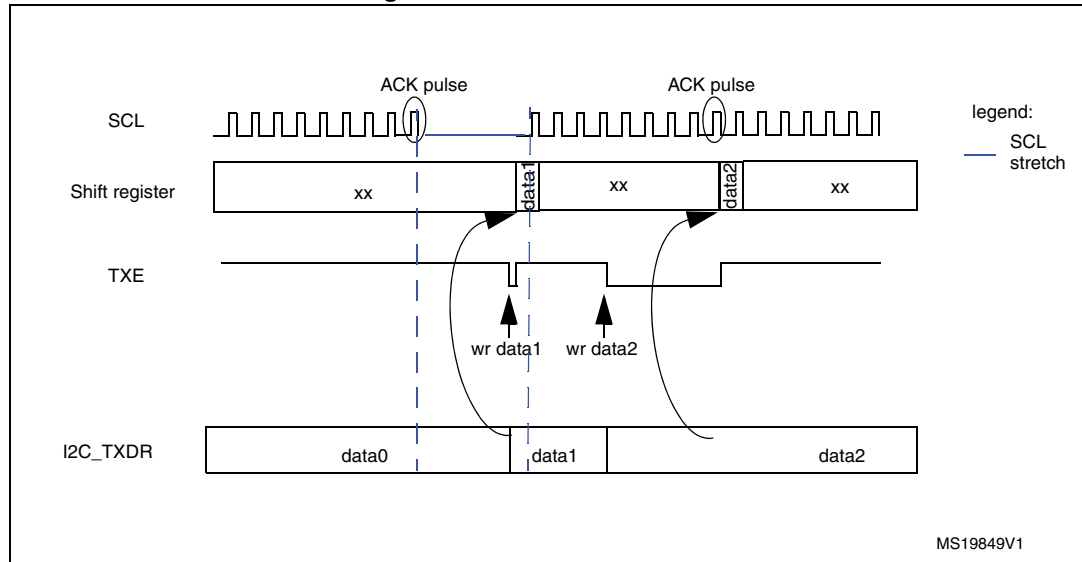 ACK pulse
ACK pulse
SCL
legend:
SCL
stretch
Shift register
xx
data1
xx
data2
xx
TXE
wr data1
wr data2
I2C_TXDR
data0
data1
data2
MS19849V1